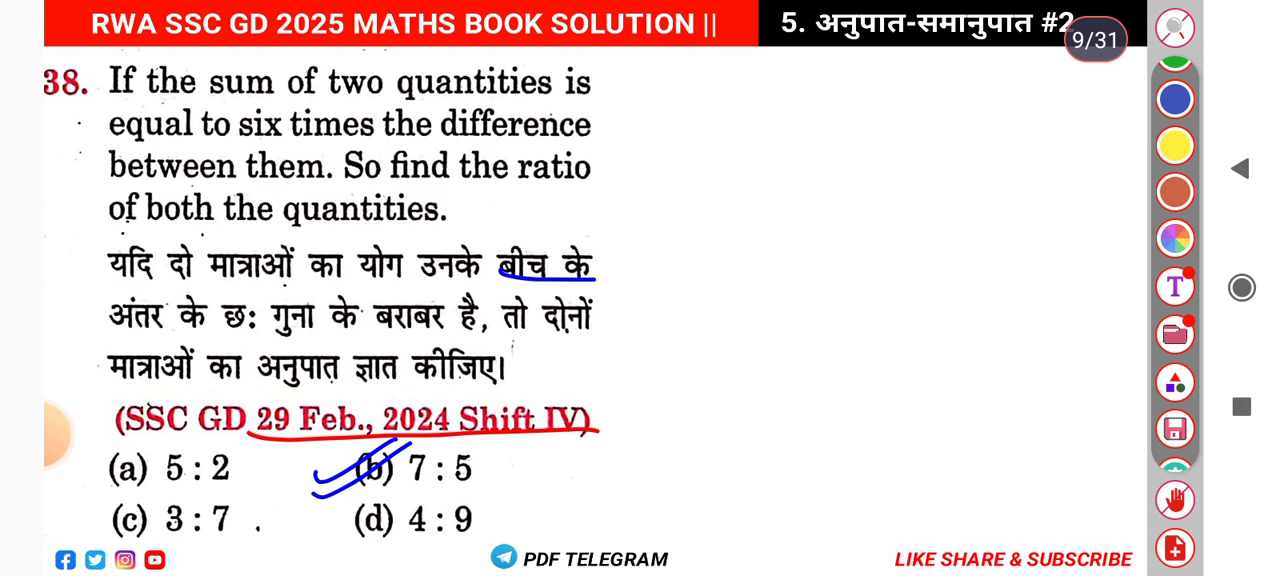 RWA SSC GD 2025 MATHS BOOK SOLUTION ||
5. अनुपात-समानुपात #2
9/31
38. If the sum of two quantities is
equal to six times the difference
between them. So find the ratio
of both the quantities.
यदि दो मात्राओं का योग उनके बीच के
अंतर के छः गुना के बराबर है, तो दोनों
मात्राओं का अनुपात ज्ञात कीजिए।
(SSC GD 29 Feb., 2024 Shift IV)
(a) 5 : 2 (b) 7 : 5
(c) 3 : 7 (d) 4 : 9
PDF TELEGRAM
LIKE SHARE & SUBSCRIBE
T